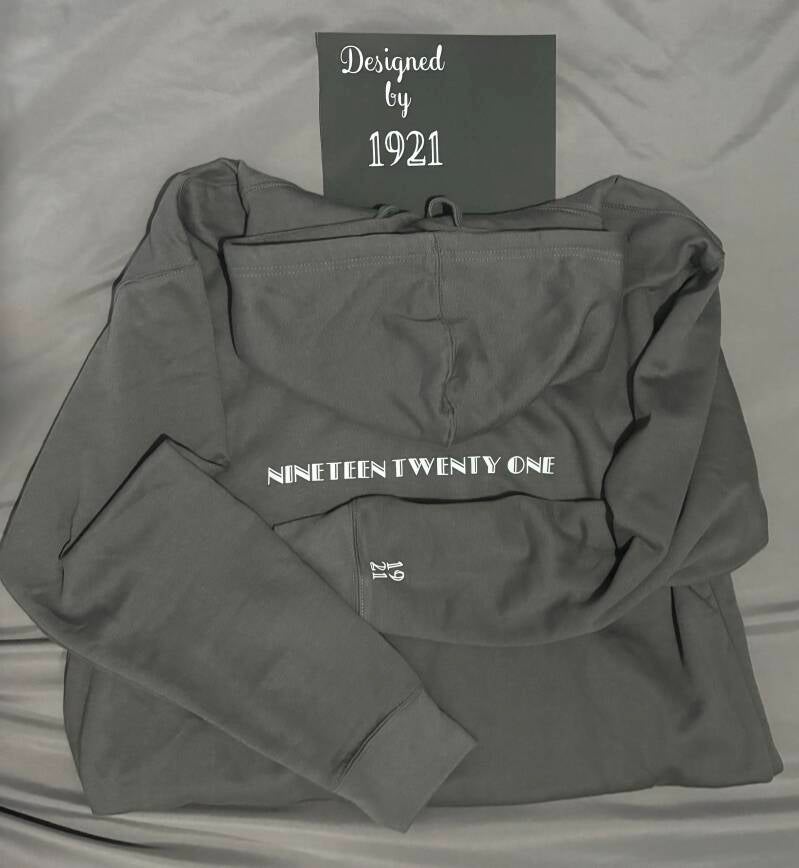 Designed
by
1921
NINETEEN TWENTY ONE
19
21